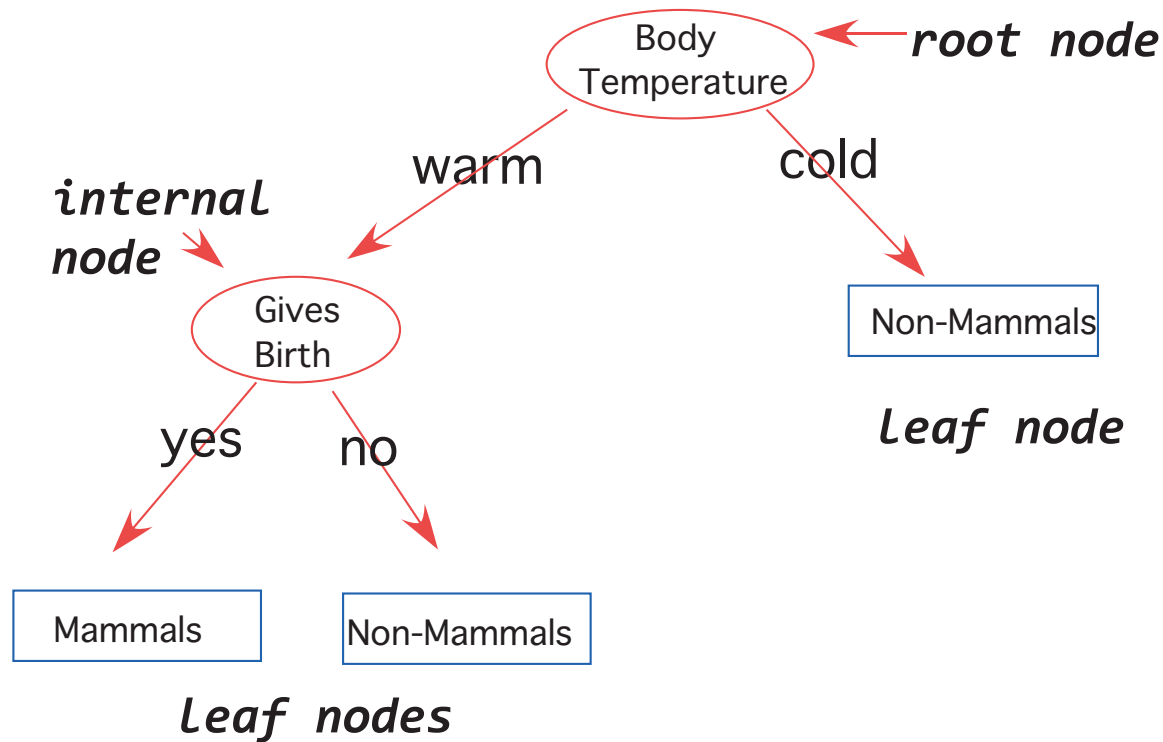 Body
Temperature
root node
warm
cold
internal
node
Gives
Birth
Non-Mammals
leaf node
yes
no
Mammals
Non-Mammals
leaf nodes